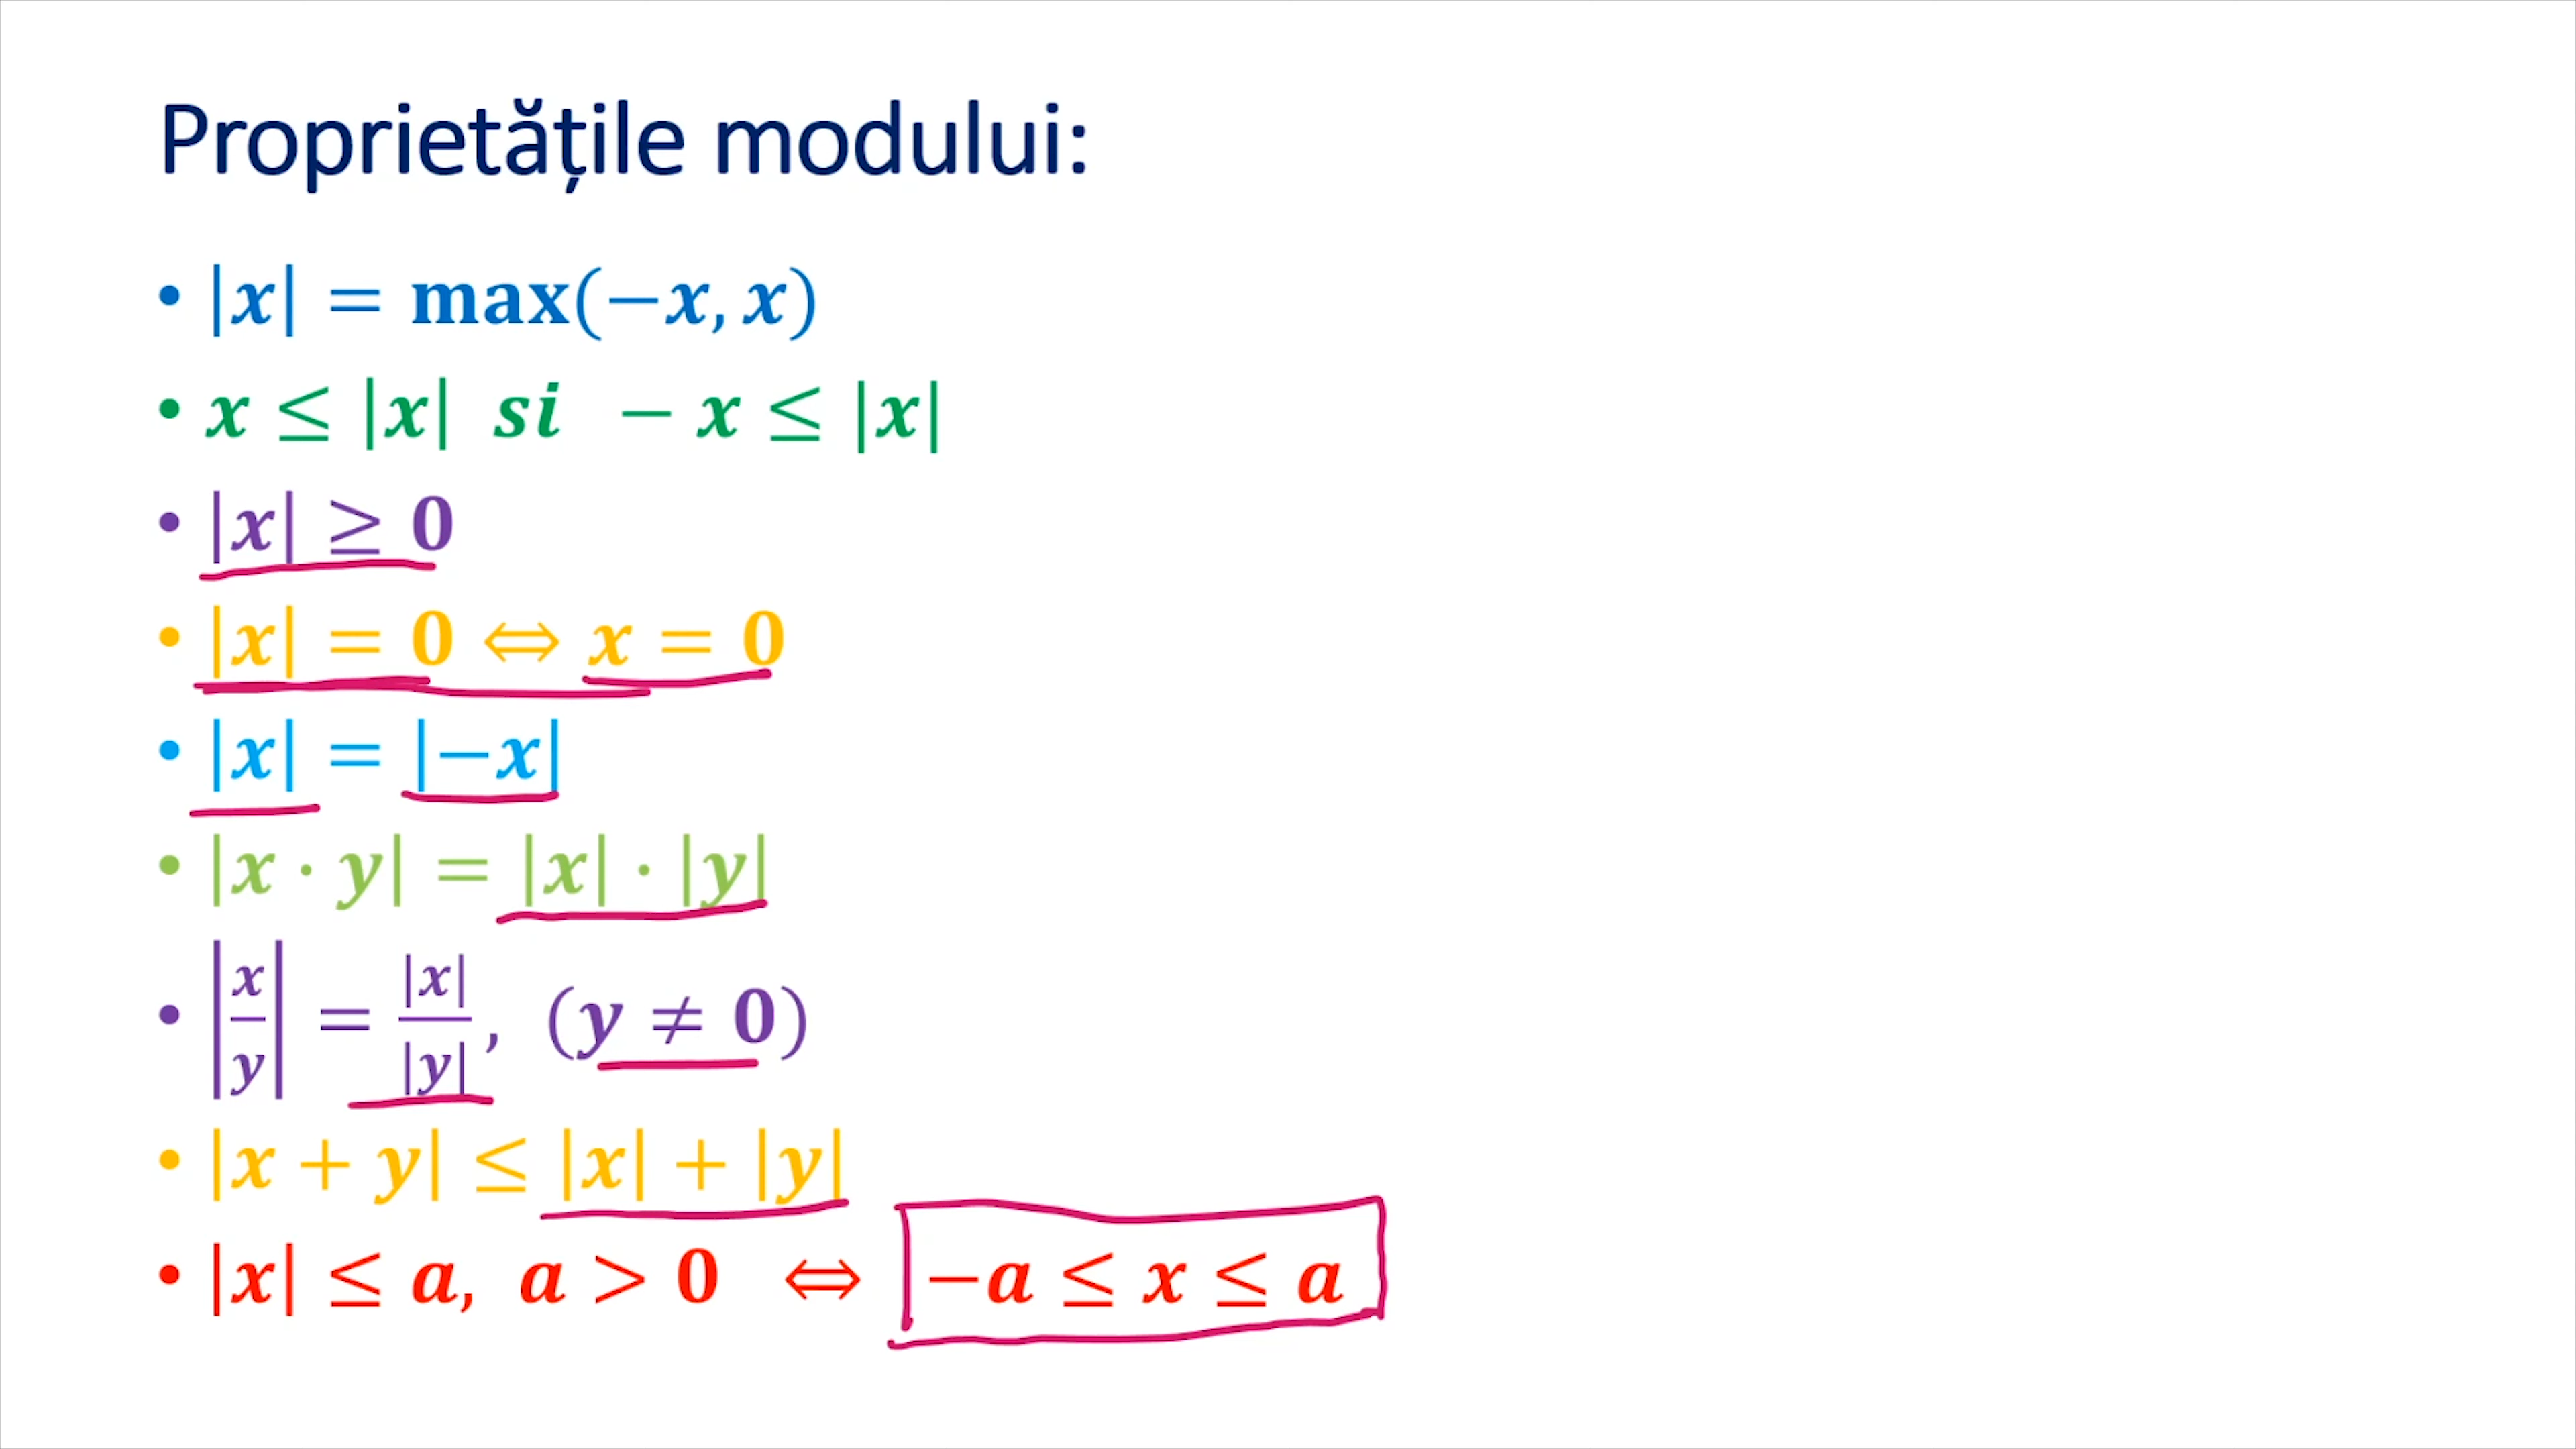 Proprietățile modului:
• |x| = max(−x, x)
• x ≤ |x| si − x ≤ |x|
• |x| ≥ 0
• |x| = 0 ⇔ x = 0
• |x| = |−x|
• |x · y| = |x| · |y|
• |x/y| = |x|/|y|, (y ≠ 0)
• |x + y| ≤ |x| + |y|
• |x| ≤ a, a > 0 ⇔ −a ≤ x ≤ a